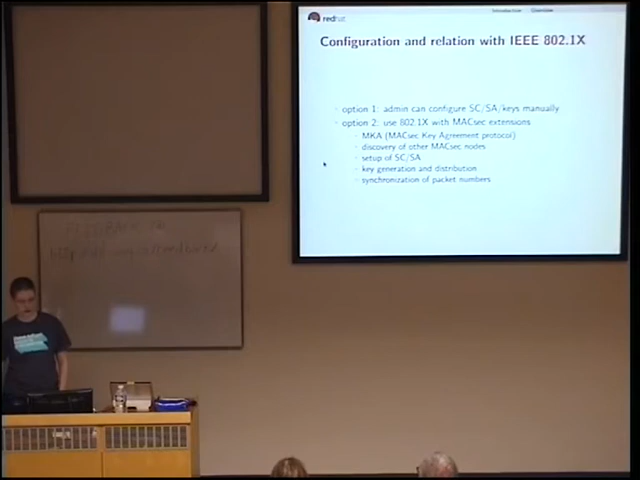 Introduction Overview
redhat
Configuration and relation with IEEE 802.1X
option 1: admin can configure SC/SA/keys manually
option 2: use 802.1X with MACsec extensions
MKA (MACsec Key Agreement protocol)
discovery of other MACsec nodes
setup of SC/SA
key generation and distribution
synchronization of packet numbers